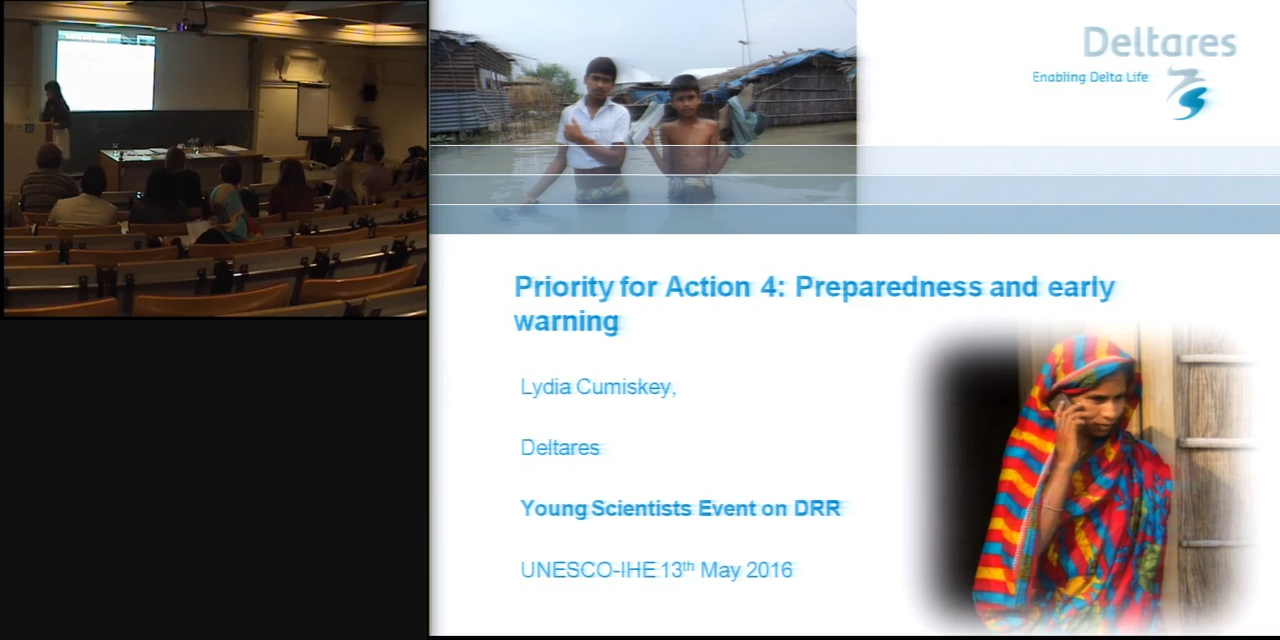 Deltares
Enabling Delta Life
Priority for Action 4: Preparedness and early
warning
Lydia Cumiskey,
Deltares
Young Scientists Event on DRR
UNESCO-IHE 13th May 2016